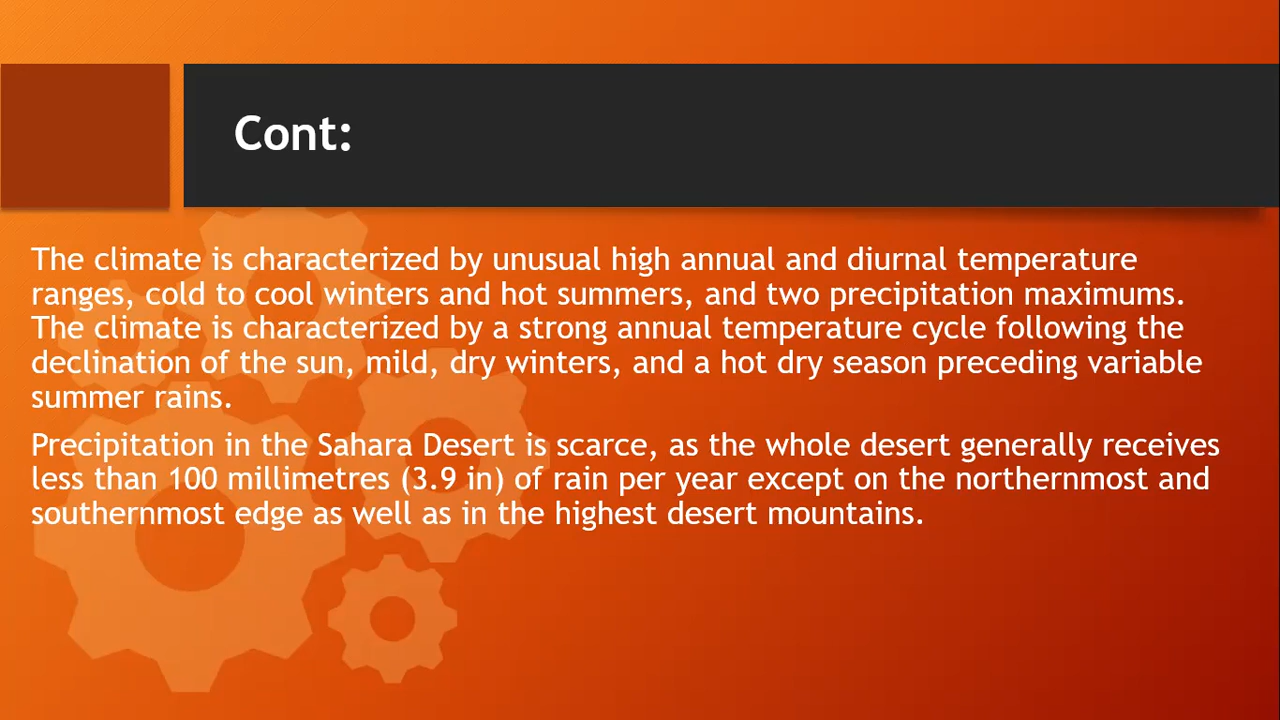 Cont:
The climate is characterized by unusual high annual and diurnal temperature
ranges, cold to cool winters and hot summers, and two precipitation maximums.
The climate is characterized by a strong annual temperature cycle following the
declination of the sun, mild, dry winters, and a hot dry season preceding variable
summer rains.
Precipitation in the Sahara Desert is scarce, as the whole desert generally receives
less than 100 millimetres (3.9 in) of rain per year except on the northernmost and
southernmost edge as well as in the highest desert mountains.